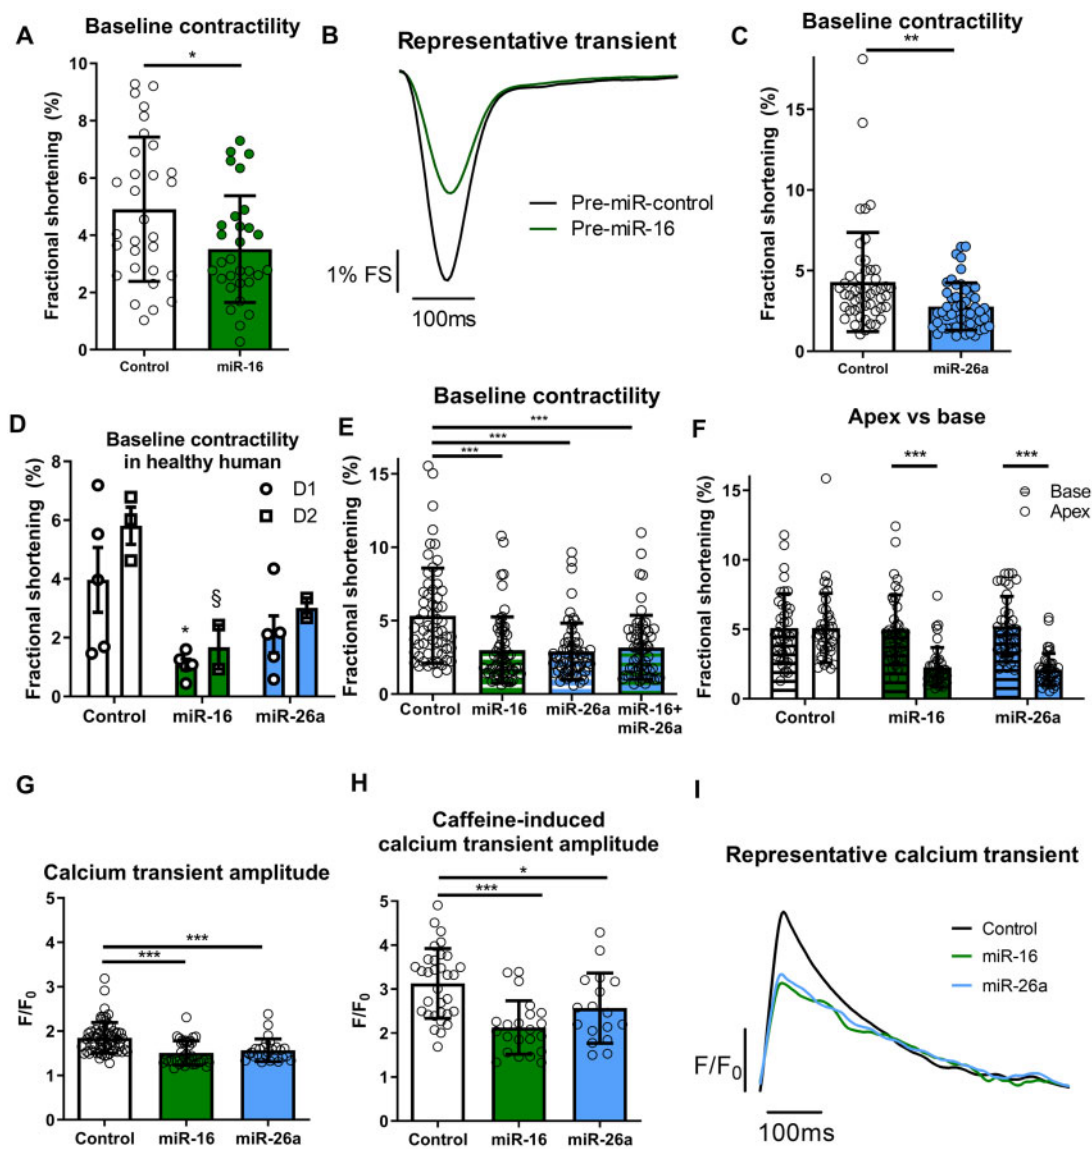 A
Baseline contractility
*
Fractional shortening (%)
10
8
6
4
2
0
Control
miR-16
B
Representative transient
Pre-miR-control
Pre-miR-16
1% FS
100ms
C
Baseline contractility
**
Fractional shortening (%)
15
10
5
0
Control
miR-26a
D
Baseline contractility
in healthy human
Fractional shortening (%)
8
6
4
2
0
D1
D2
*
§
Control
miR-16
miR-26a
E
Baseline contractility
***
***
***
Fractional shortening (%)
15
10
5
0
Control
miR-16
miR-26a
miR-16+
miR-26a
F
Apex vs base
***
***
Base
Apex
Fractional shortening (%)
15
10
5
0
Control
miR-16
miR-26a
G
Calcium transient amplitude
***
***
F/F0
5
4
3
2
1
0
Control
miR-16
miR-26a
H
Caffeine-induced
calcium transient amplitude
*
***
F/F0
5
4
3
2
1
0
Control
miR-16
miR-26a
I
Representative calcium transient
Control
miR-16
miR-26a
F/F0
100ms